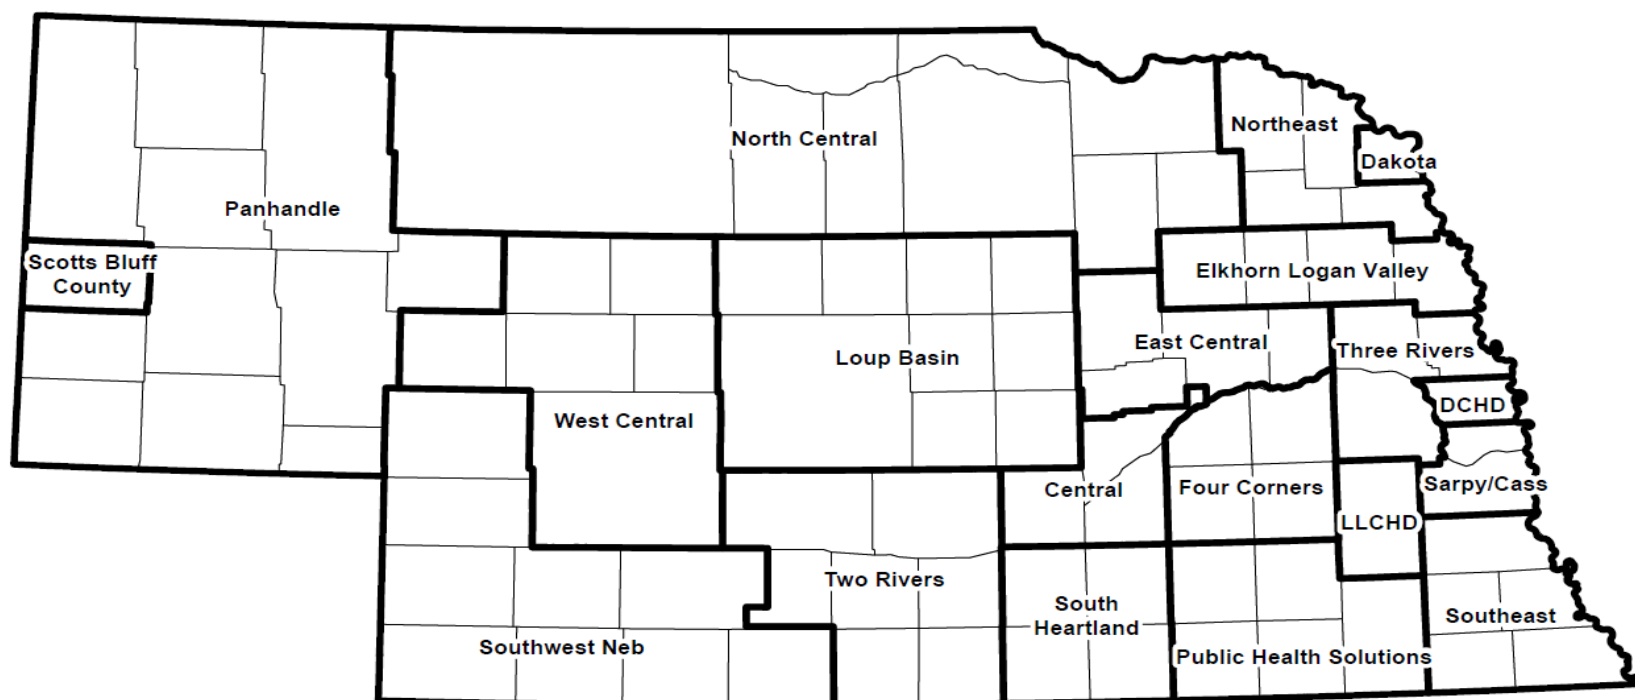 Northeast
North Central
Dakota
Panhandle
Scotts Bluff
County
Elkhorn Logan Valley
East Central
Three Rivers
Loup Basin
DCHD
West Central
Sarpy/Cass
Central
Four Corners
LLCHD
Two Rivers
South
Heartland
Southeast
Southwest Neb
Public Health Solutions